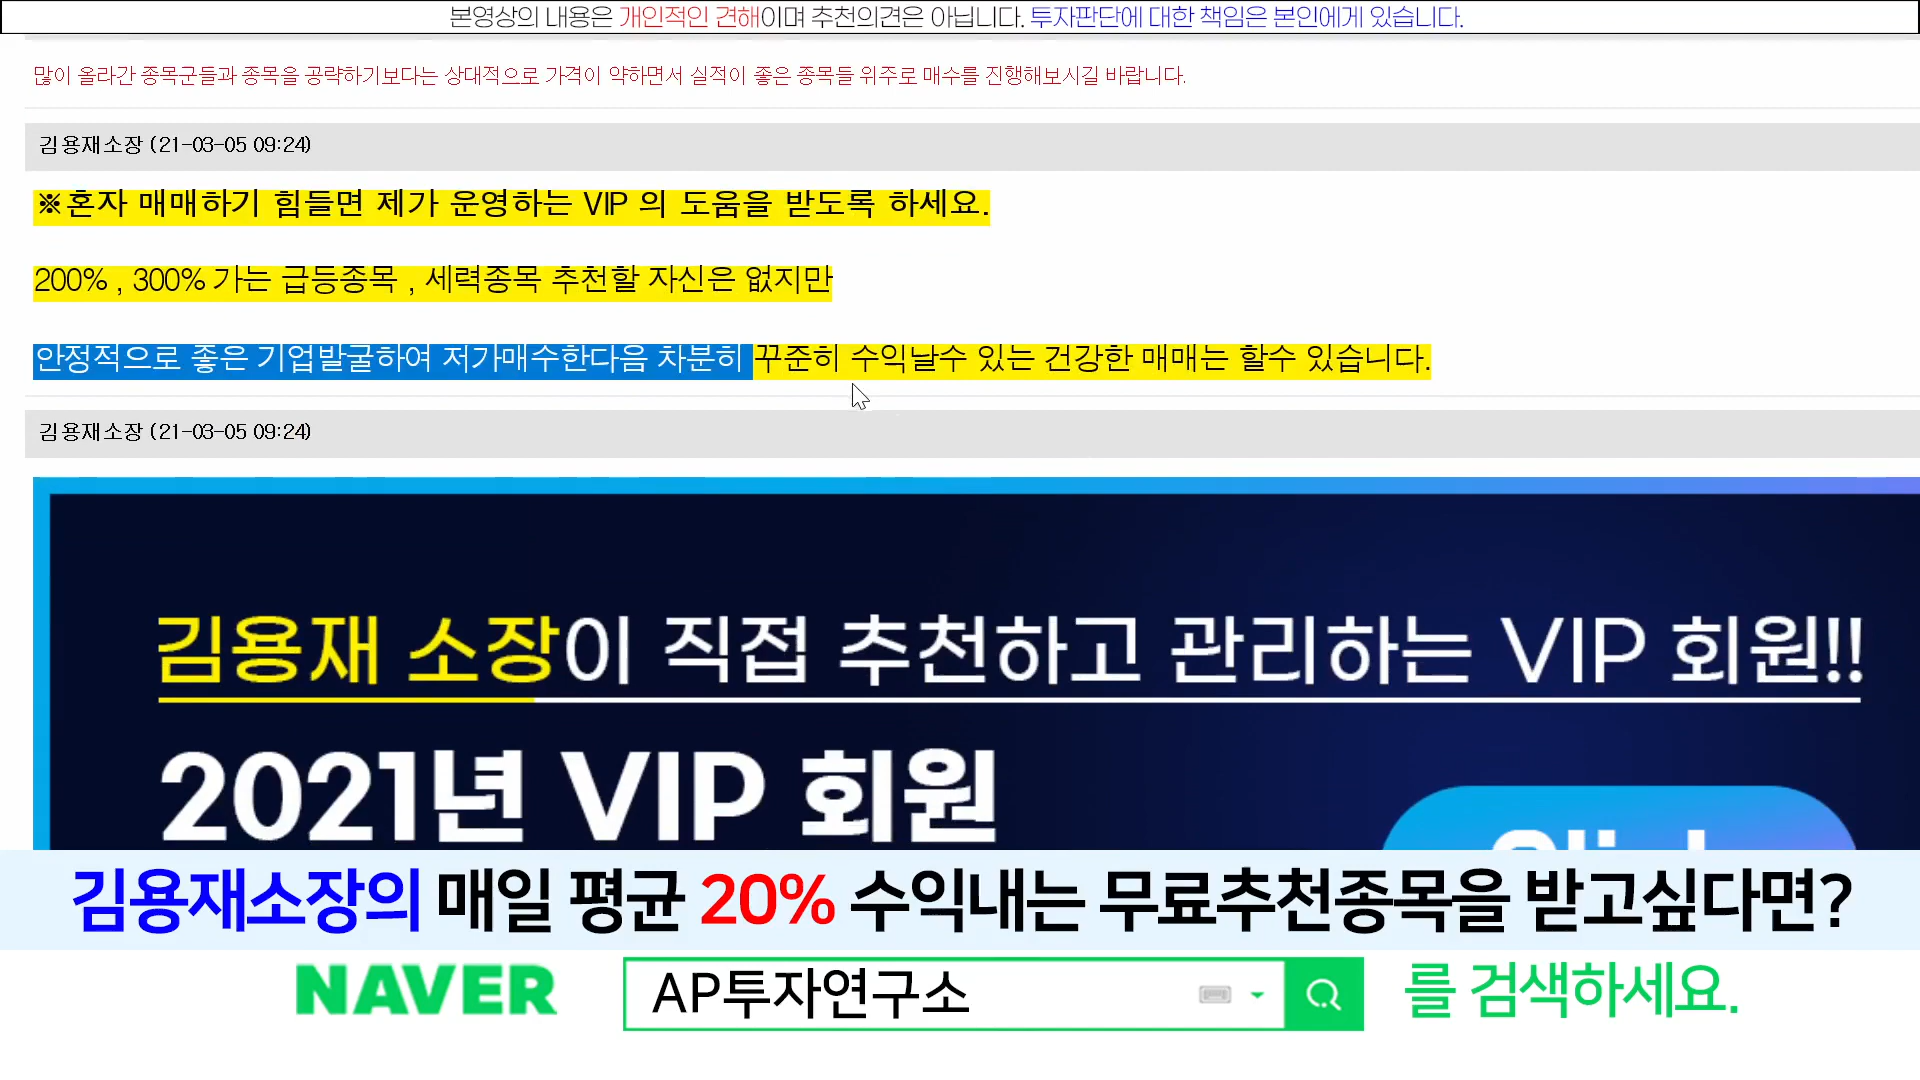 본영상의 내용은 개인적인 견해이며 추천의견은 아닙니다. 투자판단에 대한 책임은 본인에게 있습니다.
많이 올라간 종목군들과 종목을 공략하기보다는 상대적으로 가격이 약하면서 실적이 좋은 종목들 위주로 매수를 진행해보시길 바랍니다.
김용재소장 (21-03-05 09:24)
※혼자 매매하기 힘들면 제가 운영하는 VIP 의 도움을 받도록 하세요.
200% , 300% 가는 급등종목 , 세력종목 추천할 자신은 없지만
안정적으로 좋은 기업발굴하여 저가매수한다음 차분히 꾸준히 수익날수 있는 건강한 매매는 할수 있습니다.
김용재소장 (21-03-05 09:24)
김용재 소장이 직접 추천하고 관리하는 VIP 회원!!
2021년 VIP 회원
김용재소장의 매일 평균 20% 수익내는 무료추천종목을 받고싶다면?
NAVER AP투자연구소 를 검색하세요.